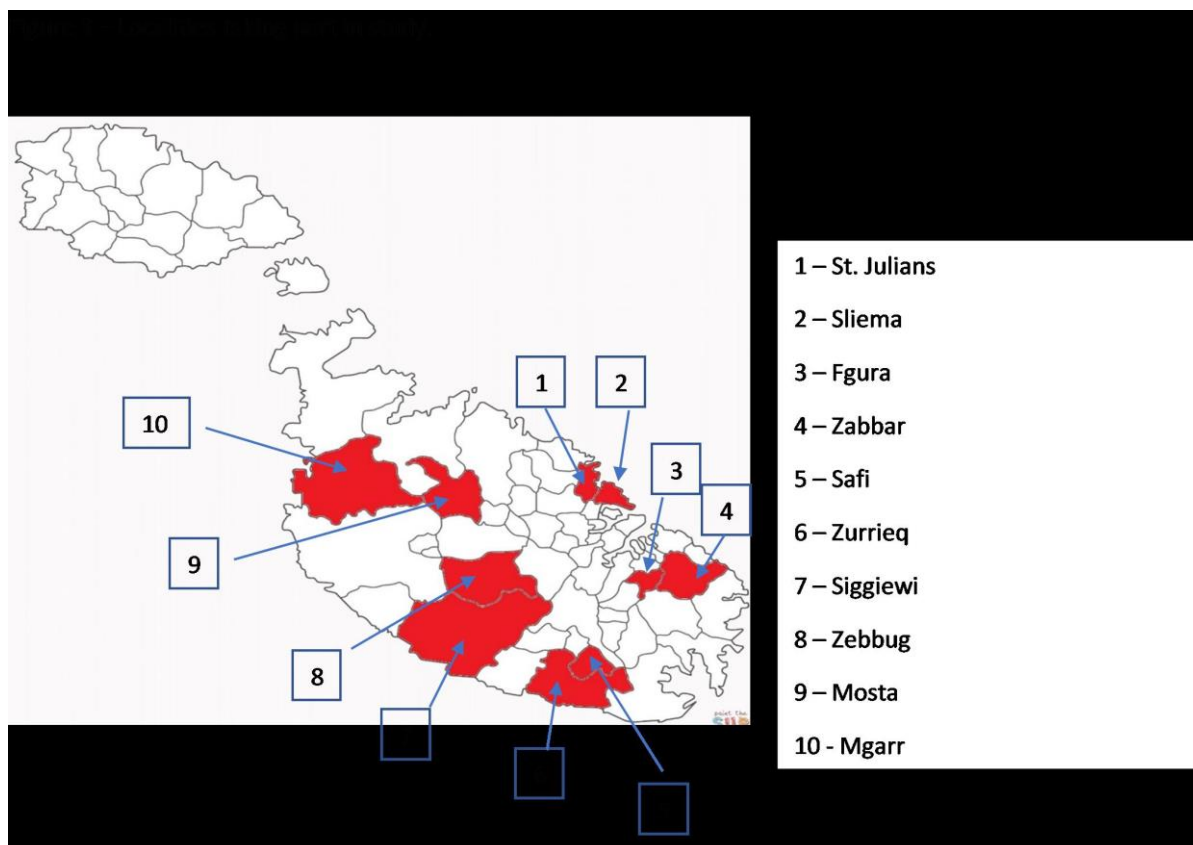 1
2
3
4
10
9
8
1 – St. Julians
2 – Sliema
3 – Fgura
4 – Zabbar
5 – Safi
6 – Zurrieq
7 – Siggiewi
8 – Zebbug
9 – Mosta
10 - Mgarr